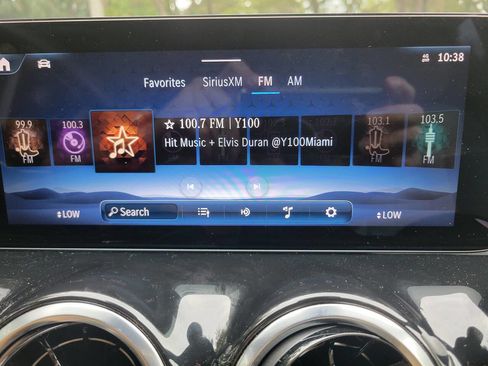 4G
10:38
Favorites SiriusXM FM AM
99.9 100.3 ☆ 100.7 FM | Y100 103.1 103.5
FM FM Hit Music + Elvis Duran @Y100Miami FM FM
LOW Search LOW